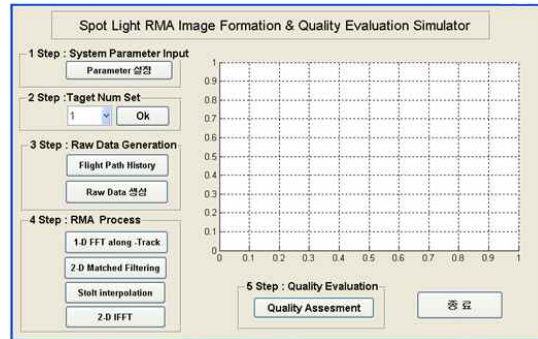 Spot Light RMA Image Formation & Quality Evaluation Simulator
1 Step : System Parameter Input
Parameter 설정
2 Step :Taget Num Set
1
Ok
3 Step : Raw Data Generation
Flight Path History
Raw Data 생성
4 Step : RMA Process
1-D FFT along -Track
2-D Matched Filtering
Stolt interpolation
2-D IFFT
1
0.9
0.8
0.7
0.6
0.5
0.4
0.3
0.2
0.1
0
0 0.1 0.2 0.3 0.4 0.5 0.6 0.7 0.8 0.9 1
5 Step : Quality Evaluation
Quality Assesment
종 료